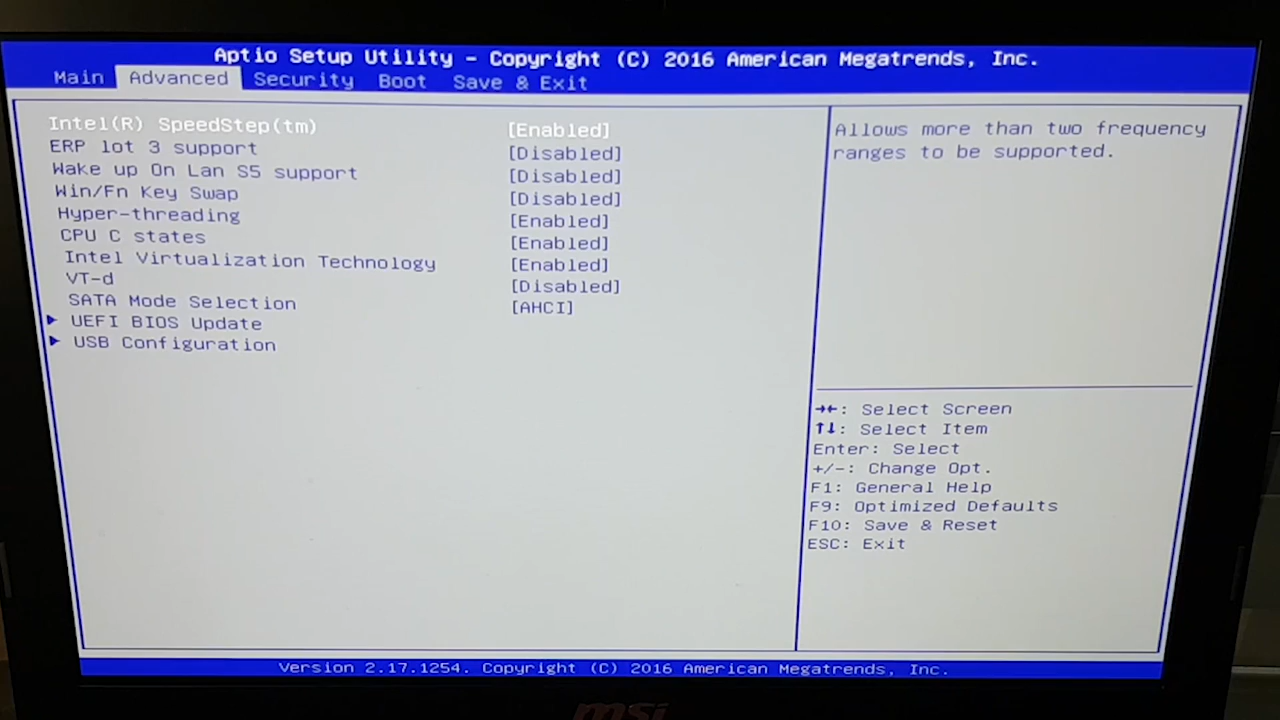 Aptio Setup Utility - Copyright (C) 2016 American Megatrends, Inc.
Main Advanced Security Boot Save & Exit
Intel(R) SpeedStep(tm) [Enabled]
ERP lot 3 support [Disabled]
Wake up On Lan S5 support [Disabled]
Win/Fn Key Swap [Disabled]
Hyper-threading [Enabled]
CPU C states [Enabled]
Intel Virtualization Technology [Enabled]
VT-d [Disabled]
SATA Mode Selection [AHCI]
UEFI BIOS Update
USB Configuration
Allows more than two frequency
ranges to be supported.
→←: Select Screen
↑↓: Select Item
Enter: Select
+/-: Change Opt.
F1: General Help
F9: Optimized Defaults
F10: Save & Reset
ESC: Exit
Version 2.17.1254. Copyright (C) 2016 American Megatrends, Inc.
msi